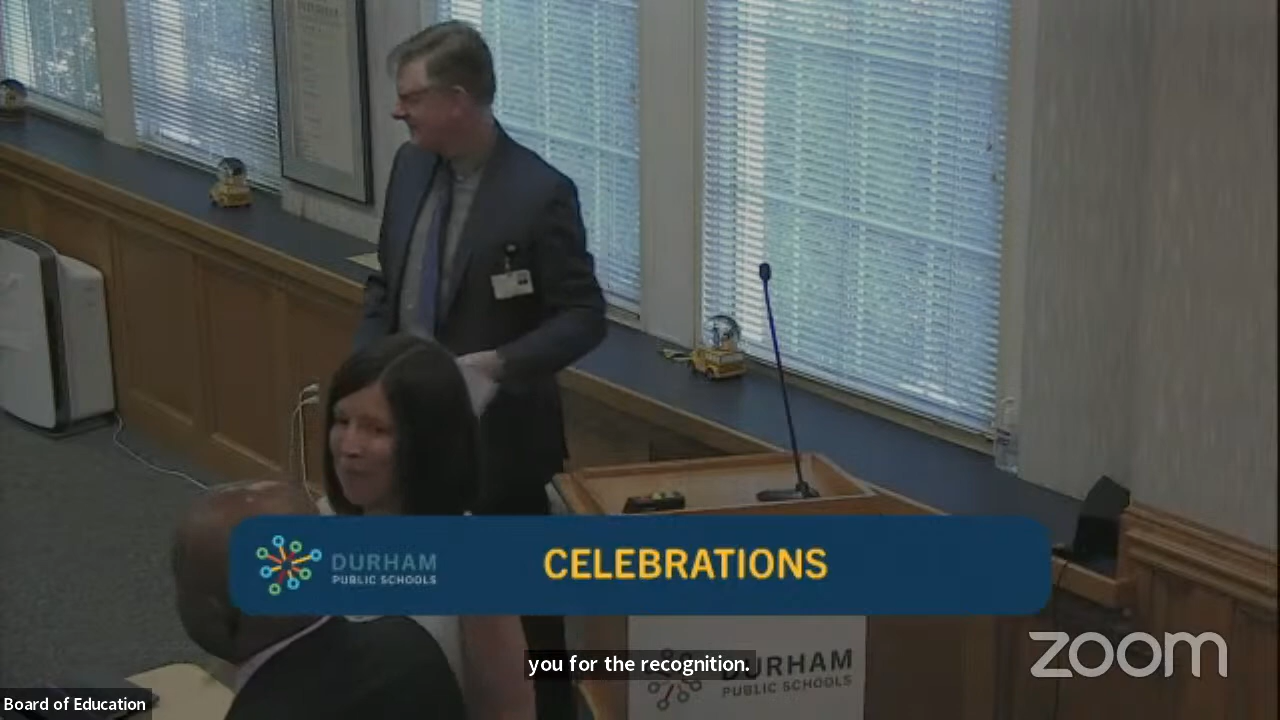 DURHAM
PUBLIC SCHOOLS
CELEBRATIONS
you for the recognition.
DURHAM
PUBLIC SCHOOLS
zoom
Board of Education